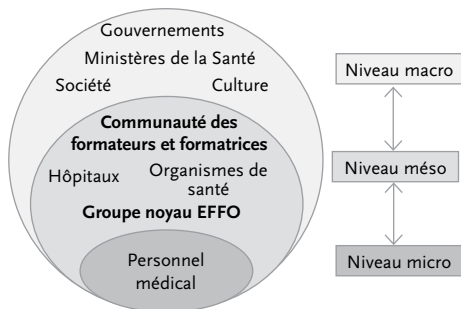 Gouvernements
Ministères de la Santé
Société
Culture
Communauté des
formateurs et formatrices
Hôpitaux
Organismes de
santé
Groupe noyau EFFO
Personnel
médical
Niveau macro
Niveau méso
Niveau micro